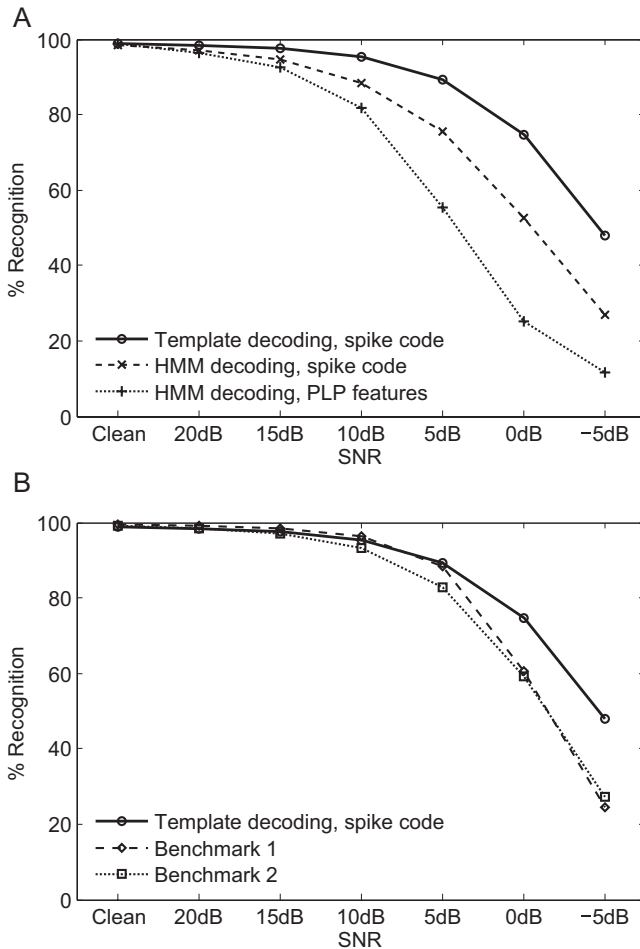 A
100
80
60
40
20
0
% Recognition
Template decoding, spike code
HMM decoding, spike code
HMM decoding, PLP features
Clean 20dB 15dB 10dB 5dB 0dB −5dB
SNR
B
100
80
60
40
20
0
% Recognition
Template decoding, spike code
Benchmark 1
Benchmark 2
Clean 20dB 15dB 10dB 5dB 0dB −5dB
SNR